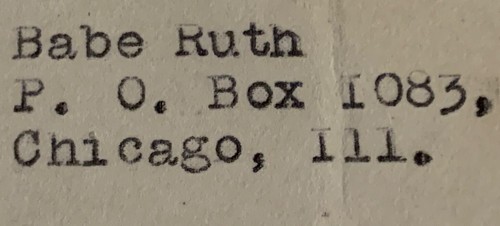 Babe Ruth
P. O. Box 1083,
Chicago, Ill.